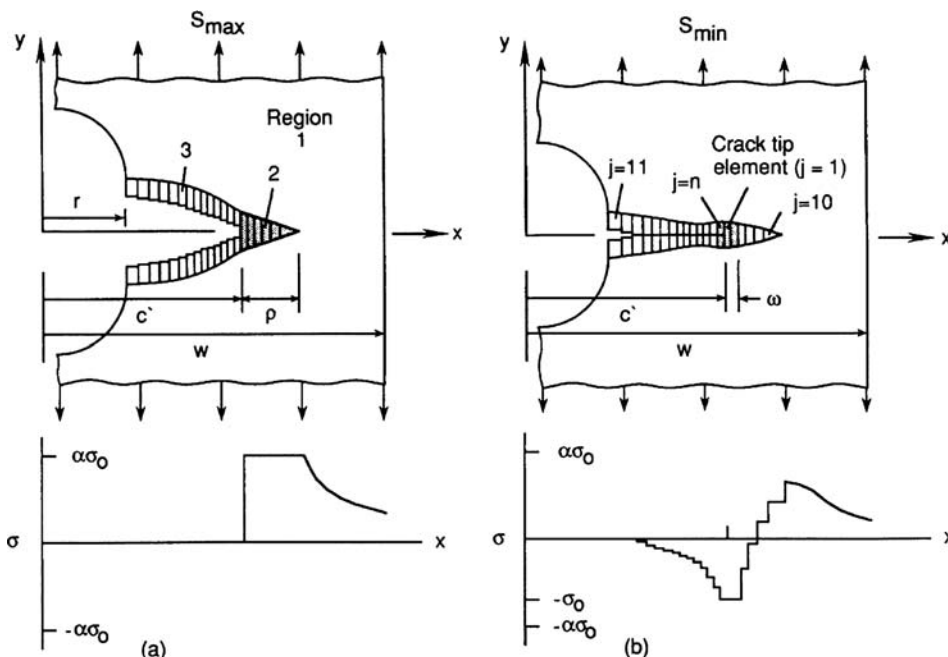 S_max
y
Region
1
3
2
r
x
c`
ρ
w
ασ_o
σ
x
-ασ_o
(a)
S_min
y
Crack tip
element (j = 1)
j=11
j=n
j=10
x
c`
ω
w
ασ_o
σ
x
-σ_o
-ασ_o
(b)